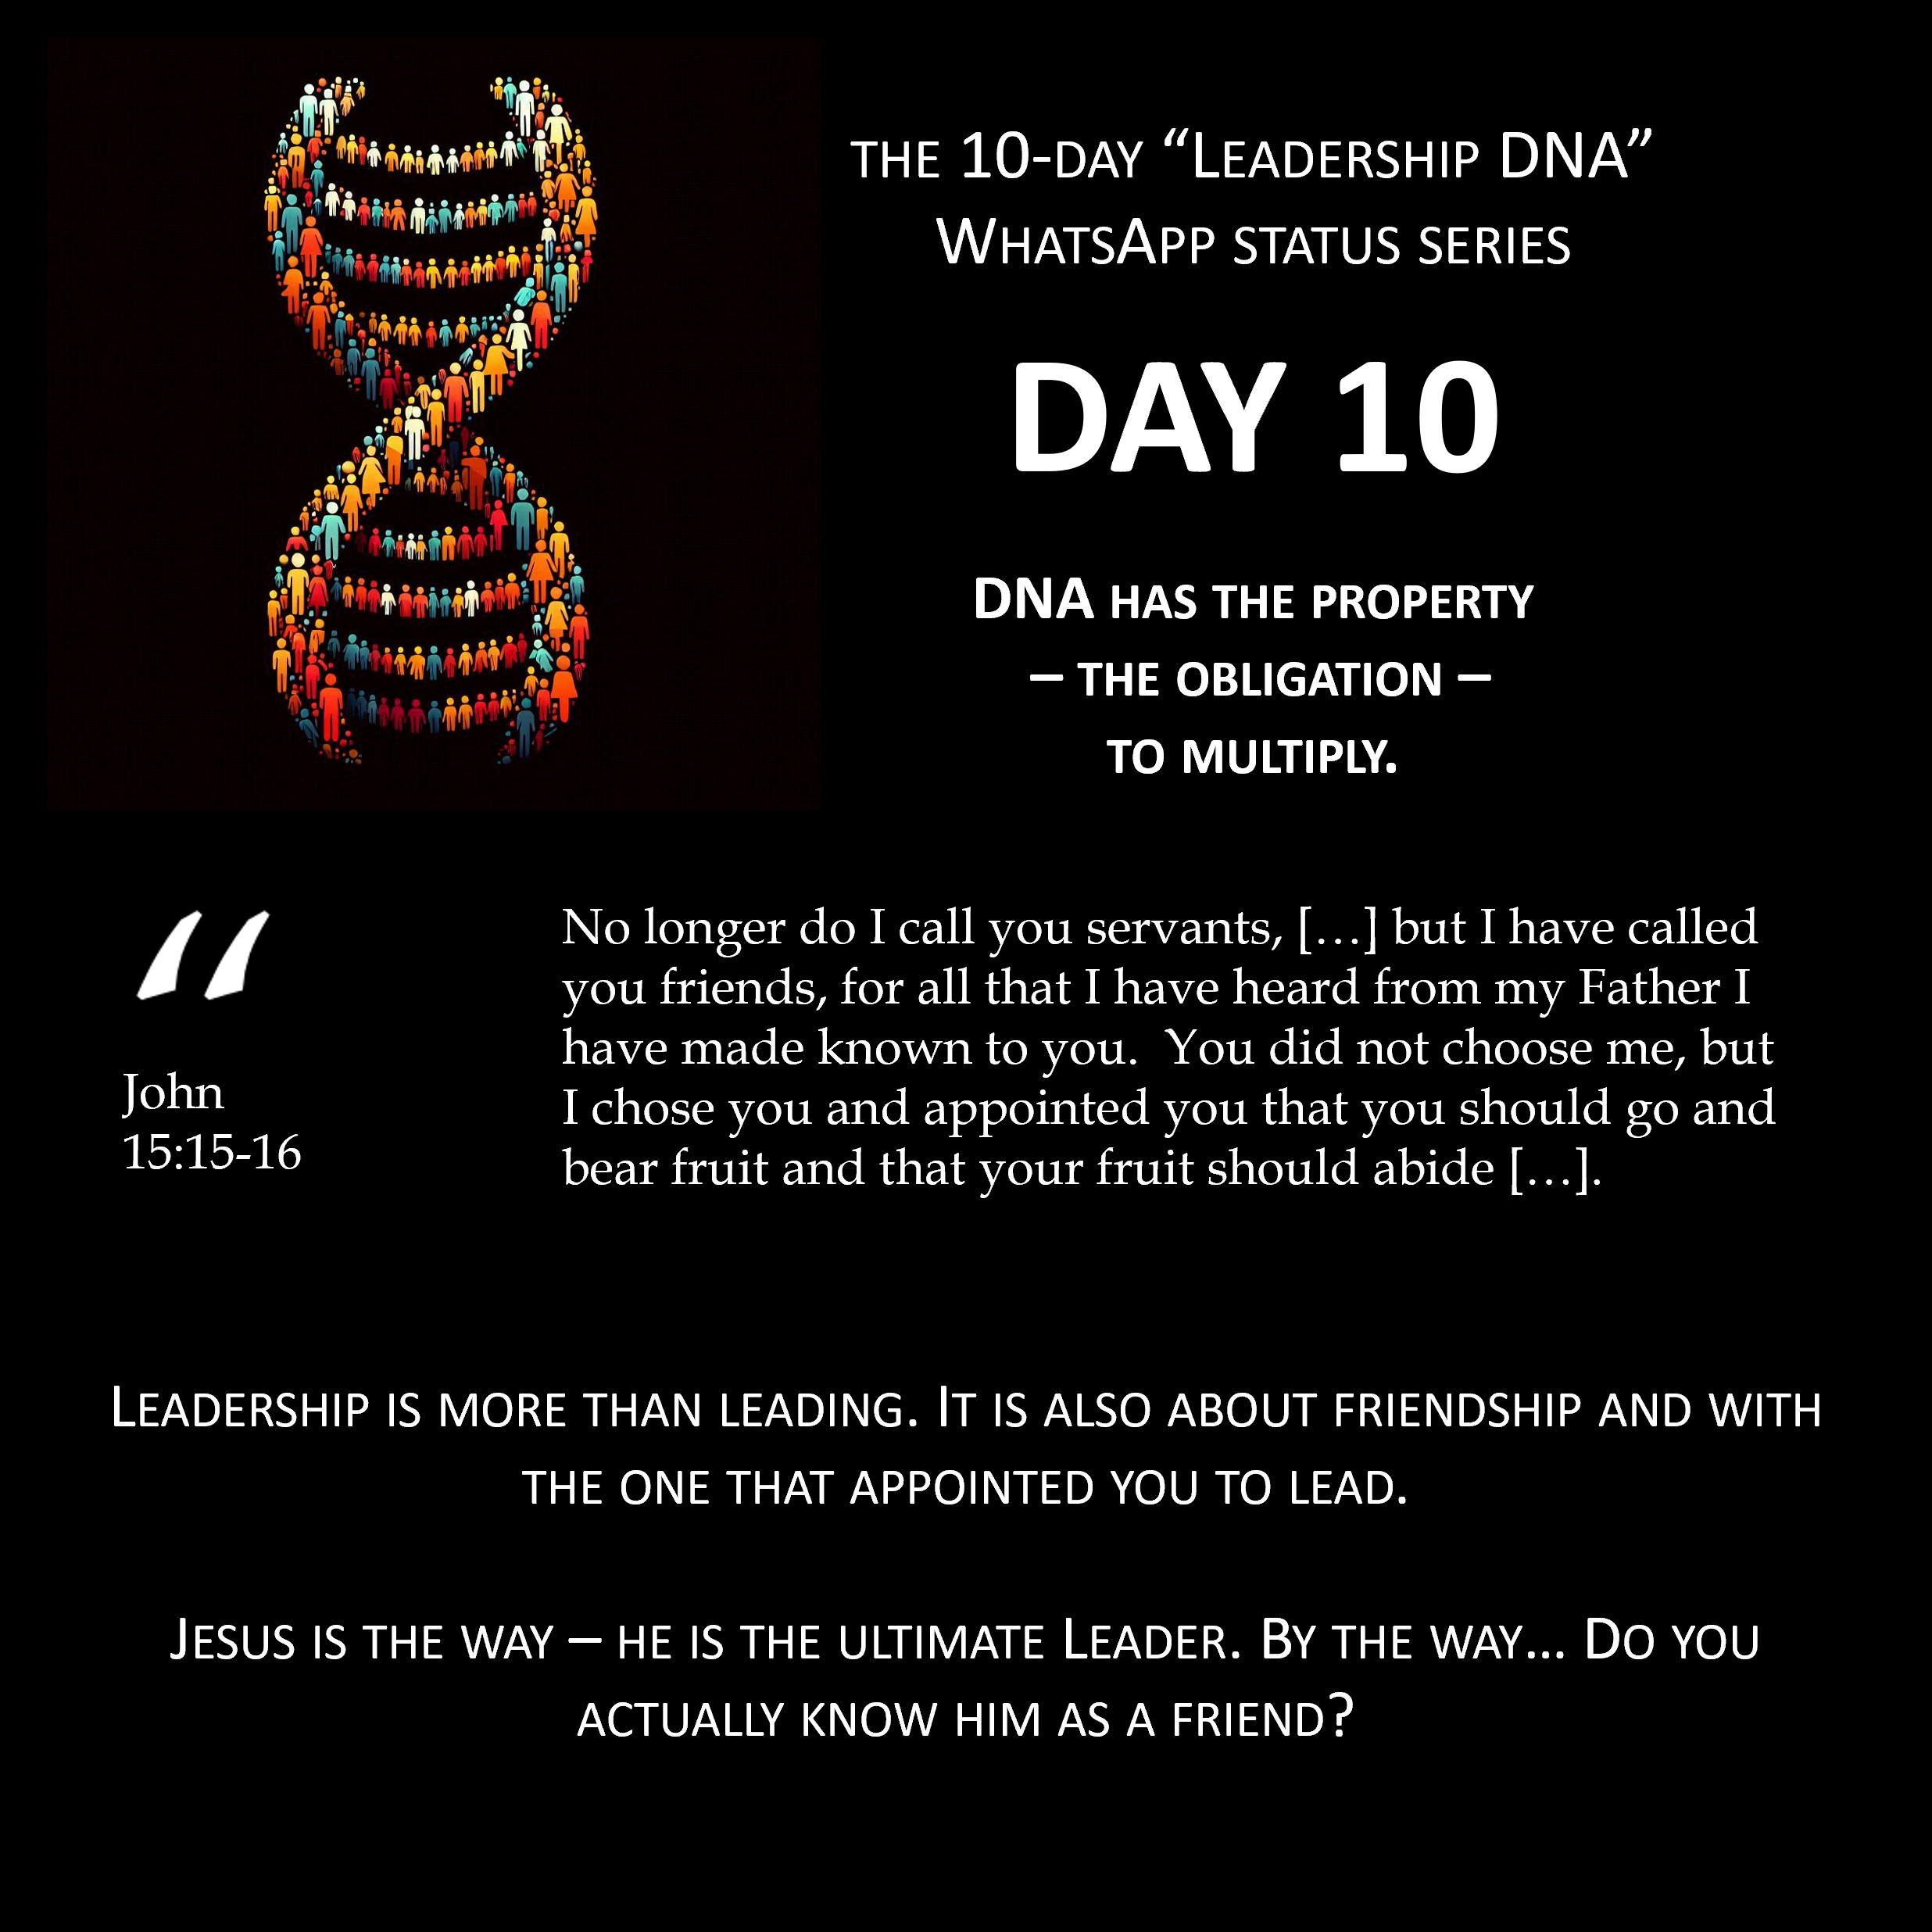 the 10-day “Leadership DNA”
WhatsApp status series
DAY 10
DNA has the property
– the obligation –
to multiply.
“
John
15:15-16
No longer do I call you servants, […] but I have called
you friends, for all that I have heard from my Father I
have made known to you.  You did not choose me, but
I chose you and appointed you that you should go and
bear fruit and that your fruit should abide […].
Leadership is more than leading. It is also about friendship and with
the one that appointed you to lead.
Jesus is the way – he is the ultimate Leader. By the way… Do you
actually know him as a friend?